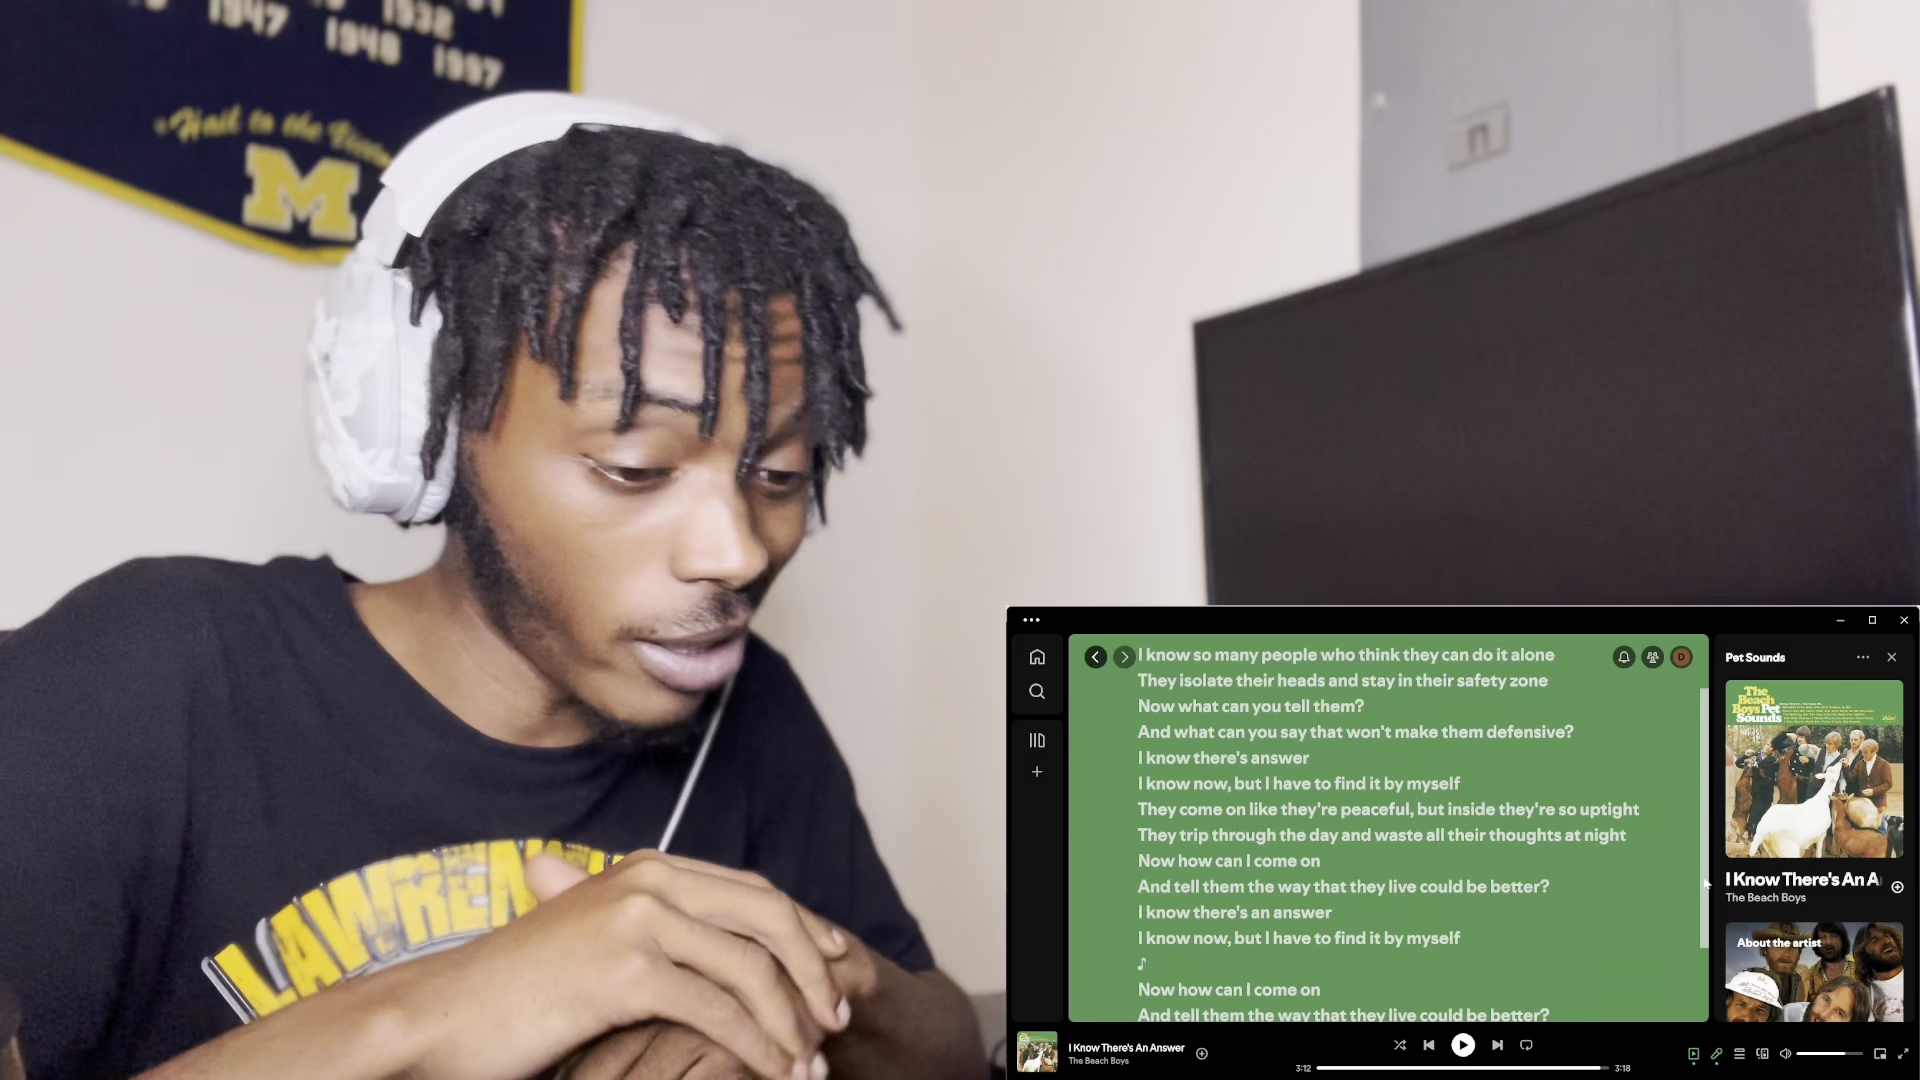 1938
1947 1948 1997
Hail to the
M
LAWREN
I know so many people who think they can do it alone
They isolate their heads and stay in their safety zone
Now what can you tell them?
And what can you say that won't make them defensive?
I know there's answer
I know now, but I have to find it by myself
They come on like they're peaceful, but inside they're so uptight
They trip through the day and waste all their thoughts at night
Now how can I come on
And tell them the way that they live could be better?
I know there's an answer
I know now, but I have to find it by myself
♪
Now how can I come on
And tell them the way that they live could be better?
D
Pet Sounds
The
Beach
Boys Pet
Sounds
I Know There's An A
The Beach Boys
About the artist
I Know There's An Answer
The Beach Boys
3:12
3:18